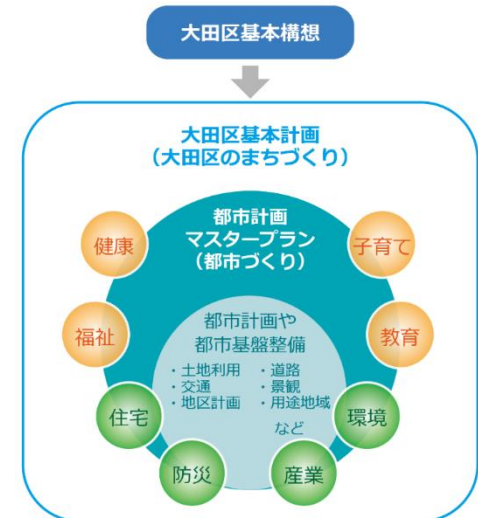 大田区基本構想
大田区基本計画
（大田区のまちづくり）
都市計画
マスタープラン
（都市づくり）
健康
子育て
福祉
教育
都市計画や
都市基盤整備
・土地利用 ・道路
・交通 ・景観
・地区計画 ・用途地域
など
住宅
環境
防災
産業